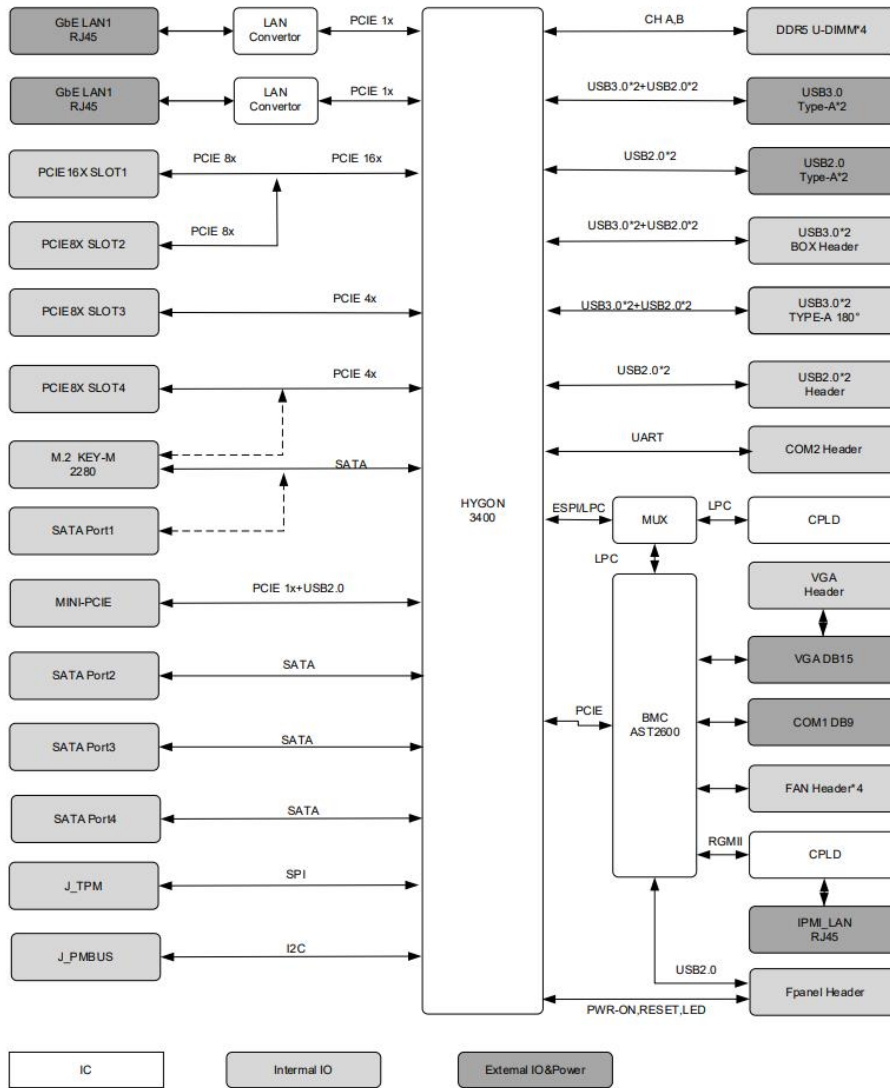 GbE LAN1
RJ45
LAN
Convertor
PCIE 1x
GbE LAN1
RJ45
LAN
Convertor
PCIE 1x
PCIE16X SLOT1
PCIE 8x
PCIE 16x
PCIE8X SLOT2
PCIE 8x
PCIE8X SLOT3
PCIE 4x
PCIE8X SLOT4
PCIE 4x
M.2 KEY-M
2280
SATA
SATA Port1
MINI-PCIE
PCIE 1x+USB2.0
SATA Port2
SATA
SATA Port3
SATA
SATA Port4
SATA
J_TPM
SPI
J_PMBUS
I2C
HYGON
3400
CH A,B
DDR5 U-DIMM*4
USB3.0*2+USB2.0*2
USB3.0
Type-A*2
USB2.0*2
USB2.0
Type-A*2
USB3.0*2+USB2.0*2
USB3.0*2
BOX Header
USB3.0*2+USB2.0*2
USB3.0*2
TYPE-A 180°
USB2.0*2
USB2.0*2
Header
UART
COM2 Header
ESPI/LPC
MUX
LPC
CPLD
LPC
VGA
Header
VGA DB15
PCIE
BMC
AST2600
COM1 DB9
FAN Header*4
RGMII
CPLD
IPMI_LAN
RJ45
USB2.0
Fpanel Header
PWR-ON,RESET,LED
IC
Internal IO
External IO&Power